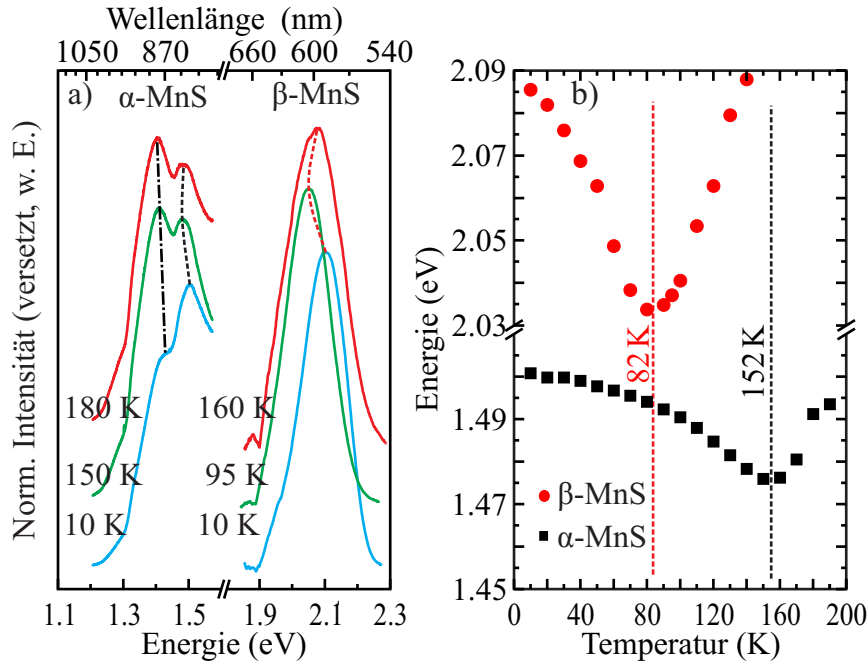 Wellenlänge (nm)
1050 870 660 600 540
a)
α-MnS β-MnS
Norm. Intensität (versetzt, w. E.)
180 K 160 K
150 K 95 K
10 K 10 K
1.1 1.3 1.5 1.9 2.1 2.3
Energie (eV)
b)
2.09
2.07
2.05
2.03
1.49
1.47
1.45
Energie (eV)
82 K
152 K
β-MnS
α-MnS
0 40 80 120 160 200
Temperatur (K)